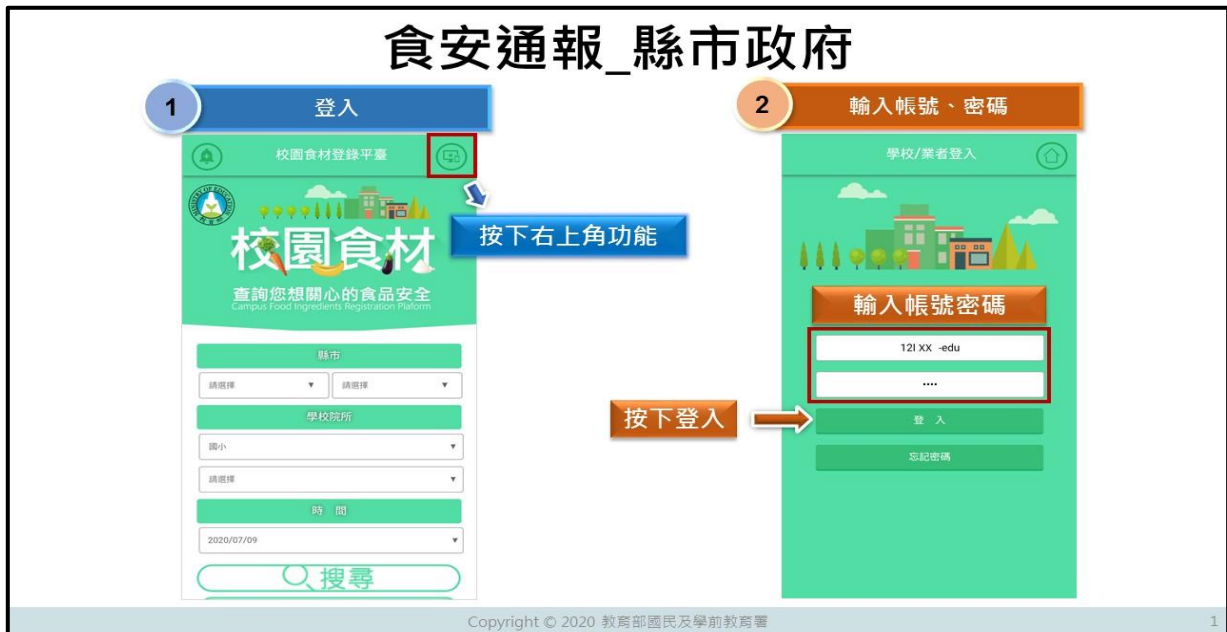 食安通報_縣市政府
1
登入
校園食材登錄平臺
MINISTRY OF EDUCATION
校園食材
查詢您想關心的食品安全
Campus Food Ingredients Registration Plaform
按下右上角功能
縣市
請選擇 ▼ 請選擇 ▼
學校院所
國小 ▼
請選擇 ▼
時 間
2020/07/09 ▼
搜尋
2
輸入帳號、密碼
學校/業者登入
輸入帳號密碼
12I XX -edu
····
按下登入
登 入
忘記密碼
Copyright © 2020 教育部國民及學前教育署
1